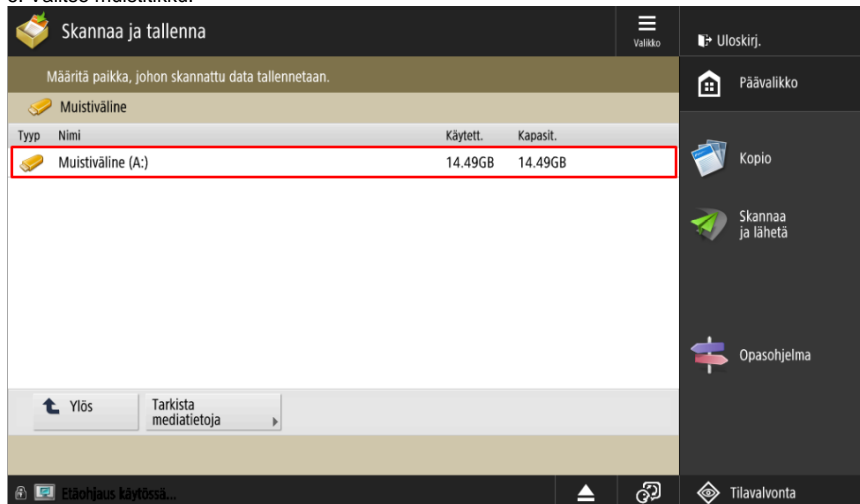 Skannaa ja tallenna
Valikko
Uloskirj.
Määritä paikka, johon skannattu data tallennetaan.
Päävalikko
Muistiväline
Tyyp Nimi Käytett. Kapasit.
Muistiväline (A:) 14.49GB 14.49GB
Kopio
Skannaa
ja lähetä
Opasohjelma
Ylös
Tarkista
mediatietoja
Etäohjaus käytössä...
Tilavalvonta